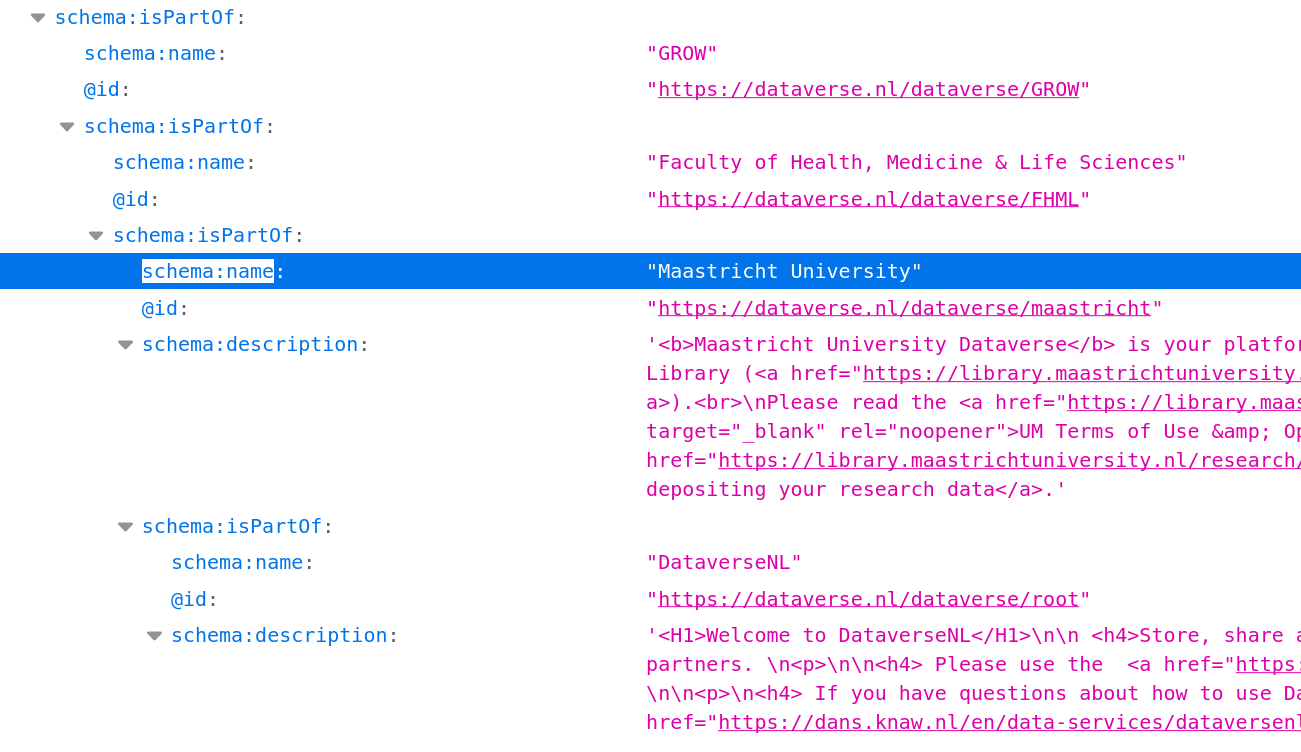 schema:isPartOf:
schema:name: "GROW"
@id: "https://dataverse.nl/dataverse/GROW"
schema:isPartOf:
schema:name: "Faculty of Health, Medicine & Life Sciences"
@id: "https://dataverse.nl/dataverse/FHML"
schema:isPartOf:
schema:name: "Maastricht University"
@id: "https://dataverse.nl/dataverse/maastricht"
schema:description: '<b>Maastricht University Dataverse</b> is your platfor
Library (<a href="https://library.maastrichtuniversity.
a>).<br>\nPlease read the <a href="https://library.maas
target="_blank" rel="noopener">UM Terms of Use &amp; Op
href="https://library.maastrichtuniversity.nl/research/
depositing your research data</a>.'
schema:isPartOf:
schema:name: "DataverseNL"
@id: "https://dataverse.nl/dataverse/root"
schema:description: '<H1>Welcome to DataverseNL</H1>\n\n <h4>Store, share a
partners. \n<p>\n\n<h4> Please use the  <a href="https:
\n\n<p>\n<h4> If you have questions about how to use Da
href="https://dans.knaw.nl/en/data-services/dataversenl